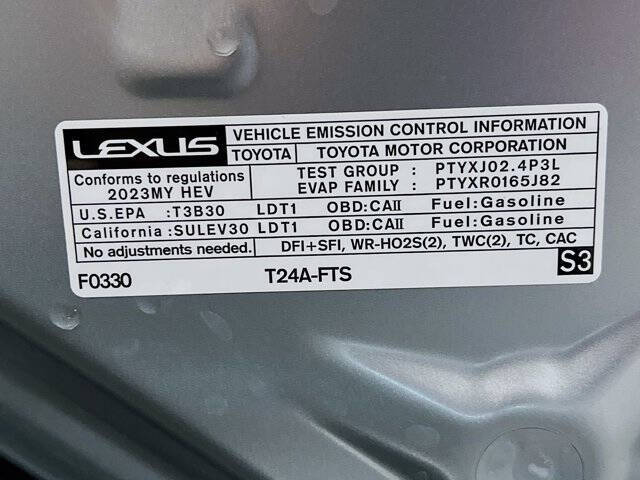 LEXUS VEHICLE EMISSION CONTROL INFORMATION
TOYOTA TOYOTA MOTOR CORPORATION
Conforms to regulations 2023MY HEV
TEST GROUP : PTYXJ02.4P3L
EVAP FAMILY : PTYXR0165J82
U.S.EPA :T3B30 LDT1 OBD:CAII Fuel:Gasoline
California :SULEV30 LDT1 OBD:CAII Fuel:Gasoline
No adjustments needed. DFI+SFI, WR-HO2S(2), TWC(2), TC, CAC
F0330 T24A-FTS S3